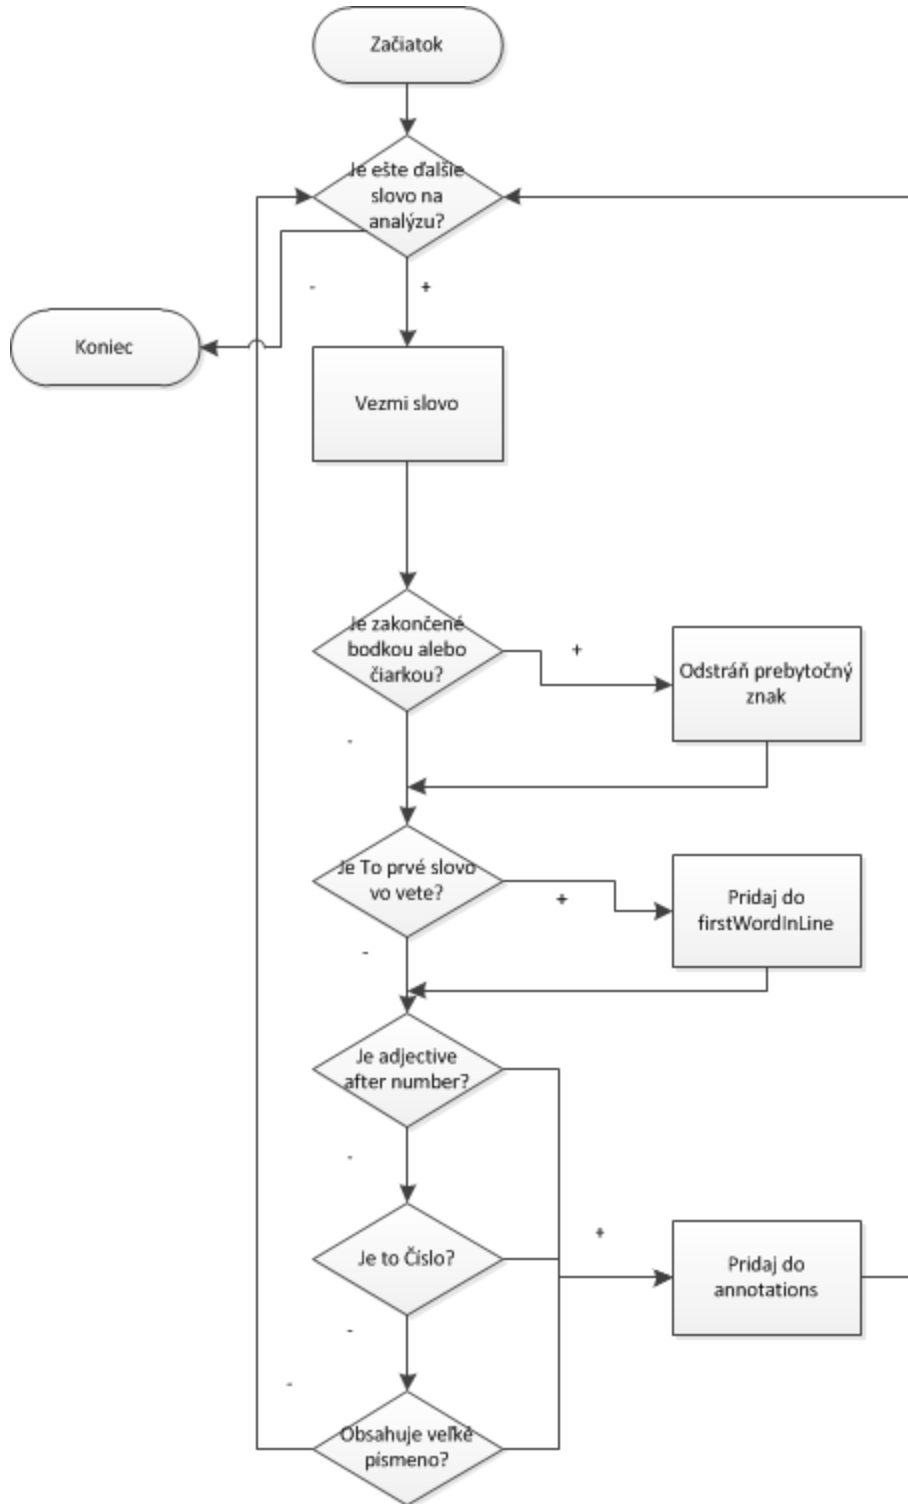 Začiatok
Je ešte ďalšie
slovo na
analýzu?
-
+
Koniec
Vezmi slovo
Je zakončené
bodkou alebo
čiarkou?
+
Odstráň prebytočný
znak
-
Je To prvé slovo
vo vete?
+
Pridaj do
firstWordInLine
-
Je adjective
after number?
-
+
Je to Číslo?
Pridaj do
annotations
-
-
Obsahuje veľké
písmeno?